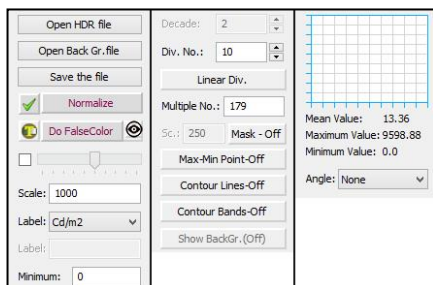 Open HDR file
Open Back Gr.file
Save the file
Normalize
Do FalseColor
Scale: 1000
Label: Cd/m2
Label:
Minimum: 0
Decade: 2
Div. No.: 10
Linear Div.
Multiple No.: 179
Sc.: 250 Mask - Off
Max-Min Point-Off
Contour Lines-Off
Contour Bands-Off
Show BackGr.(Off)
Mean Value: 13.36
Maximum Value: 9598.88
Minimum Value: 0.0
Angle: None